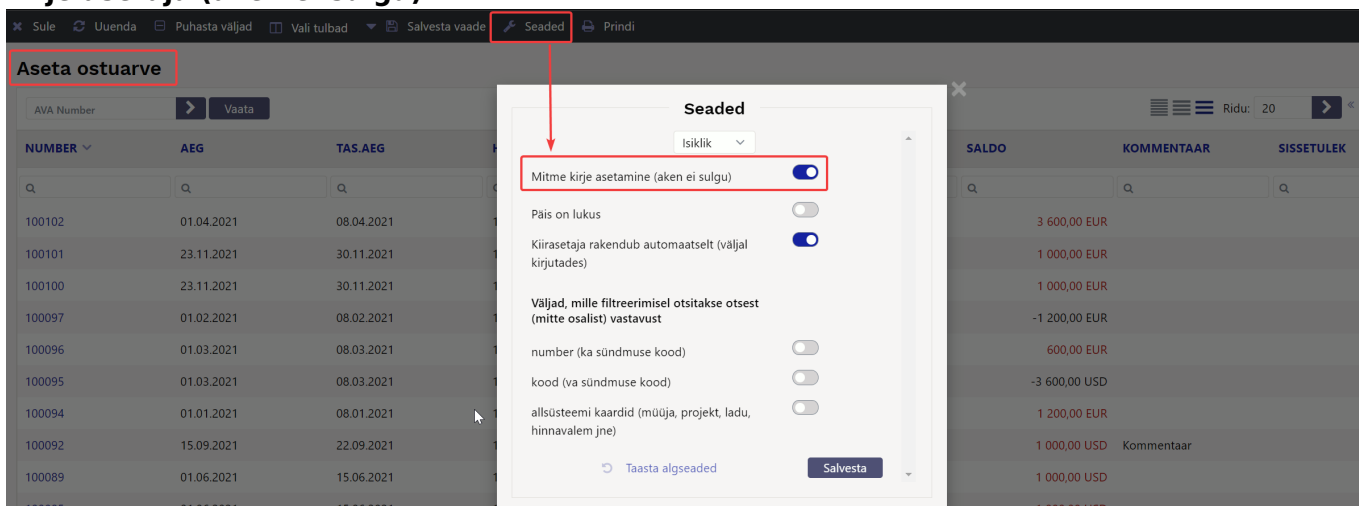 Sule Uuenda Puhasta väljad Vali tulbad Salvesta vaade Seaded Prindi
Aseta ostuarve
AVA Number Vaata Ridu: 20
NUMBER AEG TAS.AEG SALDO KOMMENTAAR SISSETULEK
100102 01.04.2021 08.04.2021 3 600,00 EUR
100101 23.11.2021 30.11.2021 1 000,00 EUR
100100 23.11.2021 30.11.2021 1 000,00 EUR
100097 01.02.2021 08.02.2021 -1 200,00 EUR
100096 01.03.2021 08.03.2021 600,00 EUR
100095 01.03.2021 08.03.2021 -3 600,00 USD
100094 01.01.2021 08.01.2021 1 200,00 EUR
100092 15.09.2021 22.09.2021 1 000,00 USD Kommentaar
100089 01.06.2021 15.06.2021 1 000,00 USD
Seaded
Isiklik
Mitme kirje asetamine (aken ei sulgu)
Päis on lukus
Kiirasetaja rakendub automaatselt (väljal
kirjutades)
Väljad, mille filtreerimisel otsitakse otsest
(mitte osalist) vastavust
number (ka sündmuse kood)
kood (va sündmuse kood)
allsüsteemi kaardid (müüja, projekt, ladu,
hinnavalem jne)
Taasta algseaded Salvesta